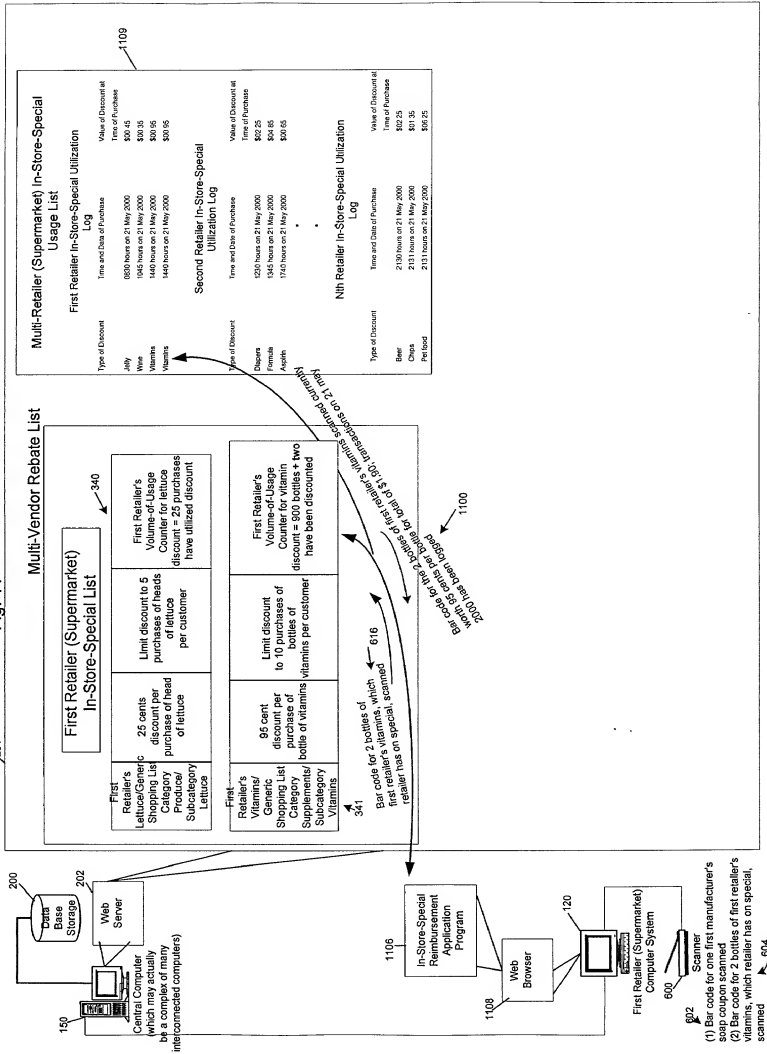 200
Data
Base
Storage
202
Web
Server
150
Central Computer
(which may actually
be a complex of many
interconnected computers)
1106
In-Store-Special
Reimbursement
Application
Program
1108
Web
Browser
120
First Retailer (Supermarket)
Computer System
600
Scanner
602
(1) Bar code for one first manufacturer's
soap coupon scanned
(2) Bar code for 2 bottles of first retailer's
vitamins, which retailer has on special,
scanned
604
Multi-Vendor Rebate List
First Retailer (Supermarket)
In-Store-Special List
340
First
Retailer's
Lettuce/Generic
Shopping List
Category
Produce/
Subcategory
Lettuce
25 cents
discount per
purchase of head
of lettuce
Limit discount to 5
purchases of heads
of lettuce
per customer
First Retailer's
Volume-of-Usage
Counter for lettuce
discount = 25 purchases
have utilized discount
First
Retailer's
Vitamins/
Generic
Shopping List
Category
Supplements/
Subcategory
Vitamins
95 cent
discount per
purchase of
bottle of vitamins
Limit discount
to 10 purchases of
bottles of
vitamins per customer
First Retailer's
Volume-of-Usage
Counter for vitamin
discount = 900 bottles + two
have been discounted
341
Bar code for 2 bottles of
first retailer's vitamins, which
retailer has on special, scanned
616
Bar code for the 2 bottles of first retailer's vitamins scanned currently
worth 95 cents per bottle for total of $1.90, transactions on 21 may
2000 has been logged
1100
1109
Multi-Retailer (Supermarket) In-Store-Special
Usage List
First Retailer In-Store-Special Utilization
Log
Type of Discount Time and Date of Purchase Value of Discount at
Time of Purchase
Jelly 0830 hours on 21 May 2000 $00.45
Wine 1045 hours on 21 May 2000 $00.35
Vitamins 1440 hours on 21 May 2000 $00.95
Vitamins 1440 hours on 21 May 2000 $00.95
Second Retailer In-Store-Special
Utilization Log
Type of Discount Time and Date of Purchase Value of Discount at
Time of Purchase
Diapers 1230 hours on 21 May 2000 $02.25
Formula 1345 hours on 21 May 2000 $04.85
Aspirin 1740 hours on 21 May 2000 $00.65
Nth Retailer In-Store-Special Utilization
Log
Type of Discount Time and Date of Purchase Value of Discount at
Time of Purchase
Beer 2130 hours on 21 May 2000 $02.25
Chips 2131 hours on 21 May 2000 $01.35
Pet food 2131 hours on 21 May 2000 $06.25